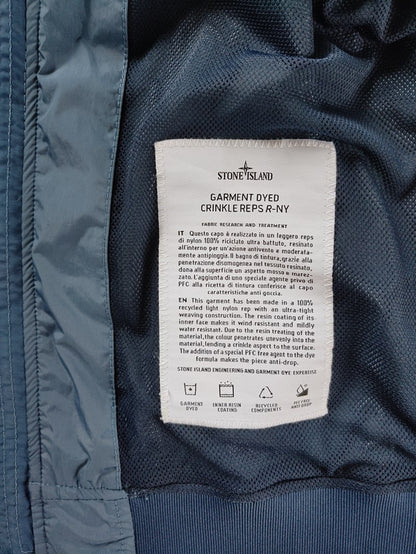 STONE ISLAND
GARMENT DYED
CRINKLE REPS R-NY
FABRIC RESEARCH AND TREATMENT
IT Questo capo è realizzato in un leggero reps
di nylon 100% riciclato ultra battuto, resinato
all'interno per un'azione antivento e moderata-
mente antipioggia. Il bagno di tintura, grazie alla
penetrazione disomogenea nel tessuto resinato,
dona alla superficie un aspetto mosso e marez-
zato. L'aggiunta di uno speciale agente privo di
PFC alla ricetta di tintura conferisce al capo
caratteristiche anti goccia.
EN This garment has been made in a 100%
recycled light nylon rep with an ultra-tight
weaving construction. The resin coating of its
inner face makes it wind resistant and mildly
water resistant. Due to the resin treating of the
material, the colour penetrates unevenly into the
material, lending a crinkle aspect to the surface.
The addition of a special PFC free agent to the dye
formula makes the piece anti-drop.
STONE ISLAND ENGINEERING AND GARMENT DYE EXPERTISE
GARMENT DYED
INNER RESIN COATING
RECYCLED COMPONENTS
PFC FREE ANTI-DROP